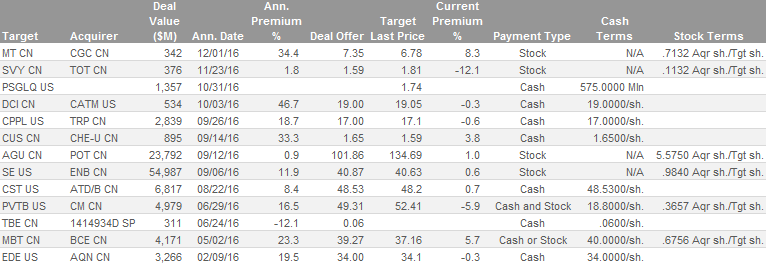 Target Acquirer Deal Value ($M) Ann. Date Ann. Premium % Deal Offer Target Last Price Current Premium % Payment Type Cash Terms Stock Terms
MT CN CGC CN 342 12/01/16 34.4 7.35 6.78 8.3 Stock N/A .7132 Aqr sh./Tgt sh.
SVY CN TOT CN 376 11/23/16 1.8 1.59 1.81 -12.1 Stock N/A .1132 Aqr sh./Tgt sh.
PSGLQ US 1,357 10/31/16 1.74 Cash 575.0000 Mln
DCI CN CATM US 534 10/03/16 46.7 19.00 19.05 -0.3 Cash 19.0000/sh.
CPPL US TRP CN 2,839 09/26/16 18.7 17.00 17.1 -0.6 Cash 17.0000/sh.
CUS CN CHE-U CN 895 09/14/16 33.3 1.65 1.59 3.8 Cash 1.6500/sh.
AGU CN POT CN 23,792 09/12/16 0.9 101.86 134.69 1.0 Stock N/A 5.5750 Aqr sh./Tgt sh.
SE US ENB CN 54,987 09/06/16 11.9 40.87 40.63 0.6 Stock N/A .9840 Aqr sh./Tgt sh.
CST US ATD/B CN 6,817 08/22/16 8.4 48.53 48.2 0.7 Cash 48.5300/sh.
PVTB US CM CN 4,979 06/29/16 16.5 49.31 52.41 -5.9 Cash and Stock 18.8000/sh. .3657 Aqr sh./Tgt sh.
TBE CN 1414934D SP 311 06/24/16 -12.1 0.06 Cash .0600/sh.
MBT CN BCE CN 4,171 05/02/16 23.3 39.27 37.16 5.7 Cash or Stock 40.0000/sh. .6756 Aqr sh./Tgt sh.
EDE US AQN CN 3,266 02/09/16 19.5 34.00 34.1 -0.3 Cash 34.0000/sh.